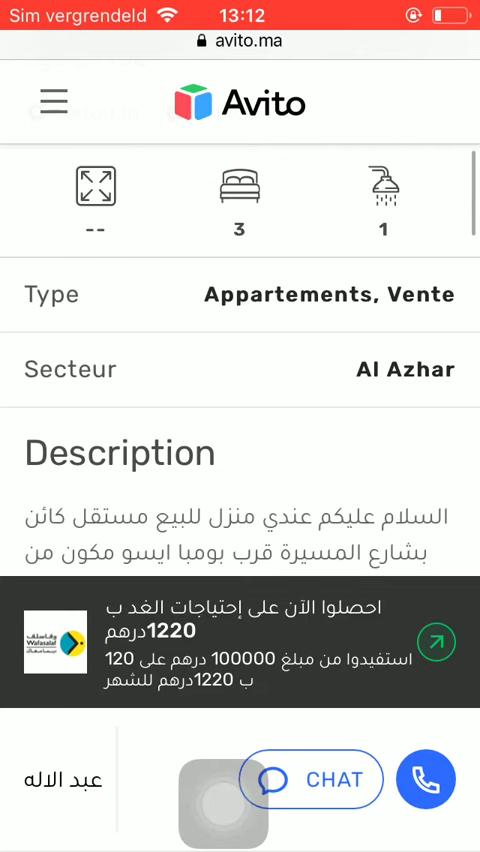 Sim vergrendeld 13:12
avito.ma
Avito
-- 3 1
Type Appartements, Vente
Secteur Al Azhar
Description
السلام عليكم عندي منزل للبيع مستقل كائن
بشارع المسيرة قرب بومبا ايسو مكون من
احصلوا الآن على إحتياجات الغد ب
1220درهم
استفيدوا من مبلغ 100000 درهم على 120
ب 1220درهم للشهر
وفاسلف
Wafasalaf
عبد الاله
CHAT